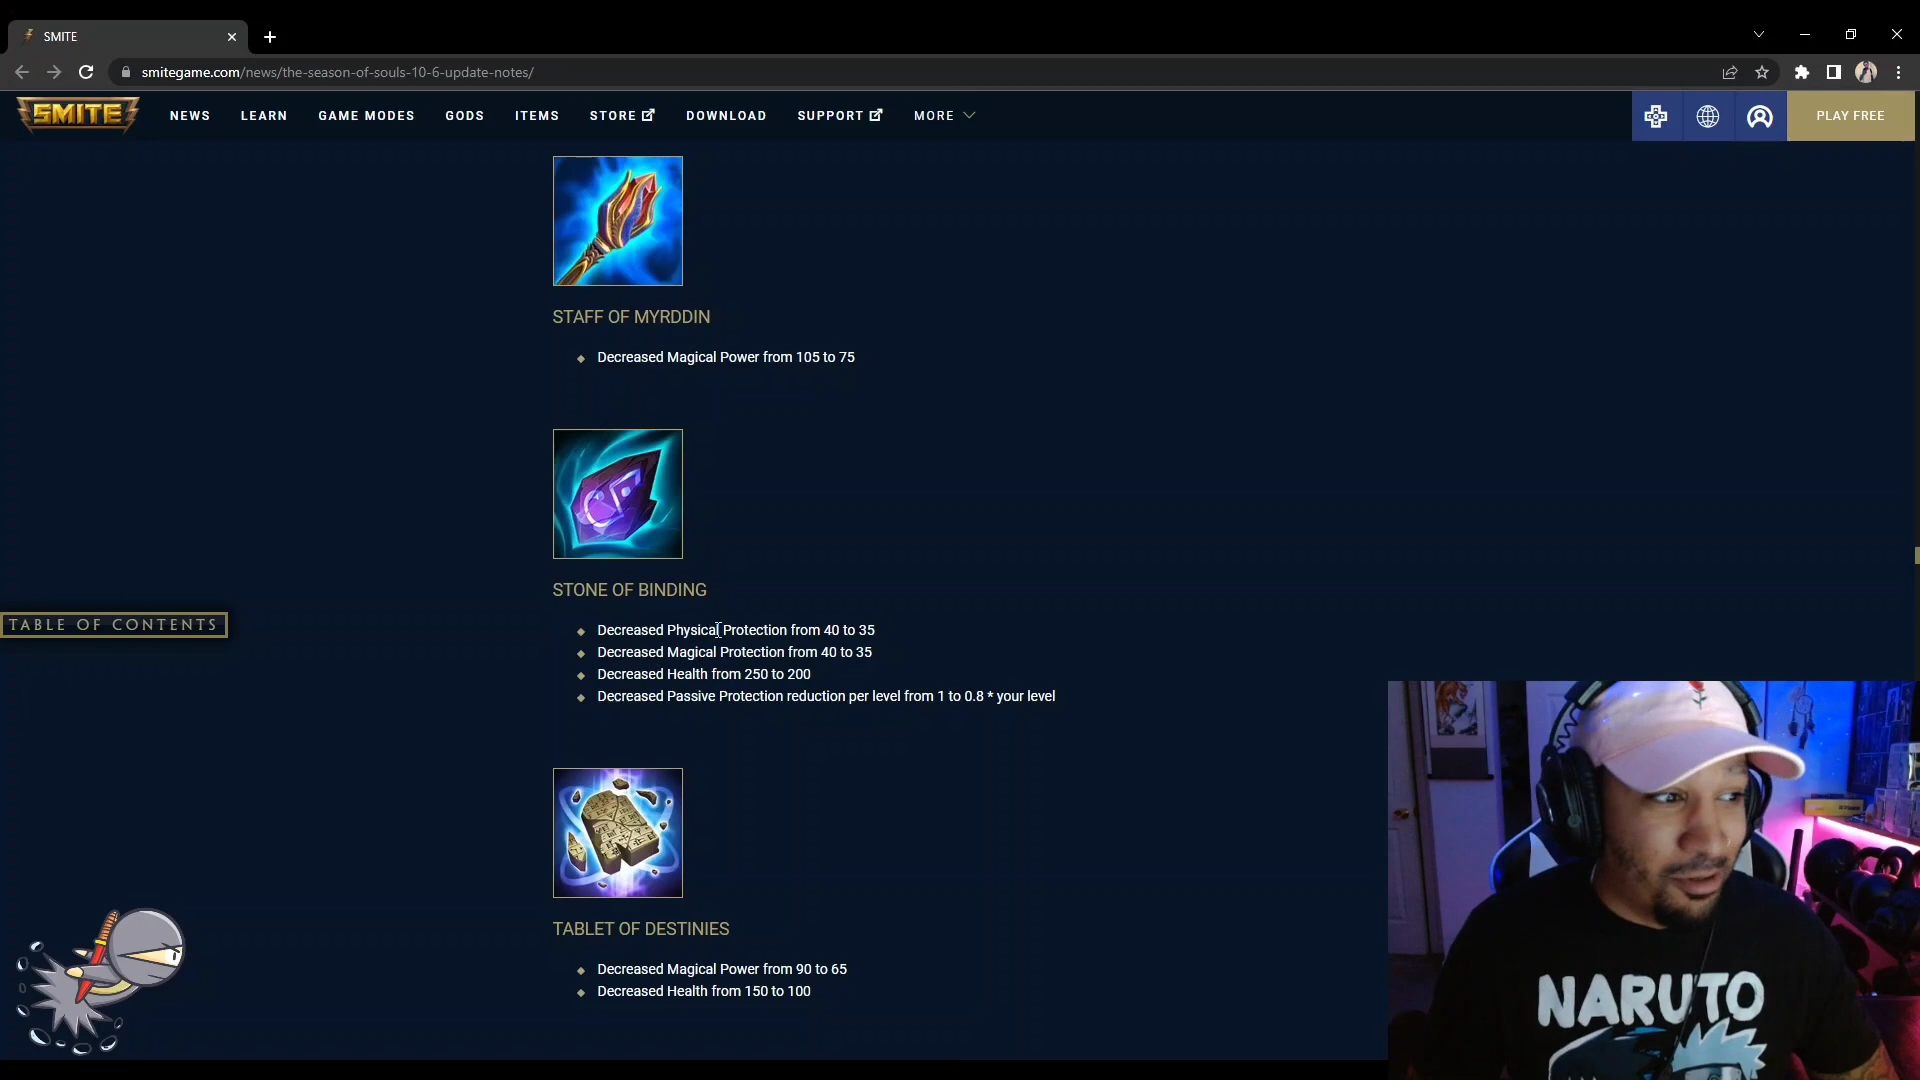 SMITE
smitegame.com/news/the-season-of-souls-10-6-update-notes/
SMITE
NEWS LEARN GAME MODES GODS ITEMS STORE DOWNLOAD SUPPORT MORE
PLAY FREE
STAFF OF MYRDDIN
Decreased Magical Power from 105 to 75
STONE OF BINDING
Decreased Physical Protection from 40 to 35
Decreased Magical Protection from 40 to 35
Decreased Health from 250 to 200
Decreased Passive Protection reduction per level from 1 to 0.8 * your level
TABLE OF CONTENTS
TABLET OF DESTINIES
Decreased Magical Power from 90 to 65
Decreased Health from 150 to 100
NARUTO